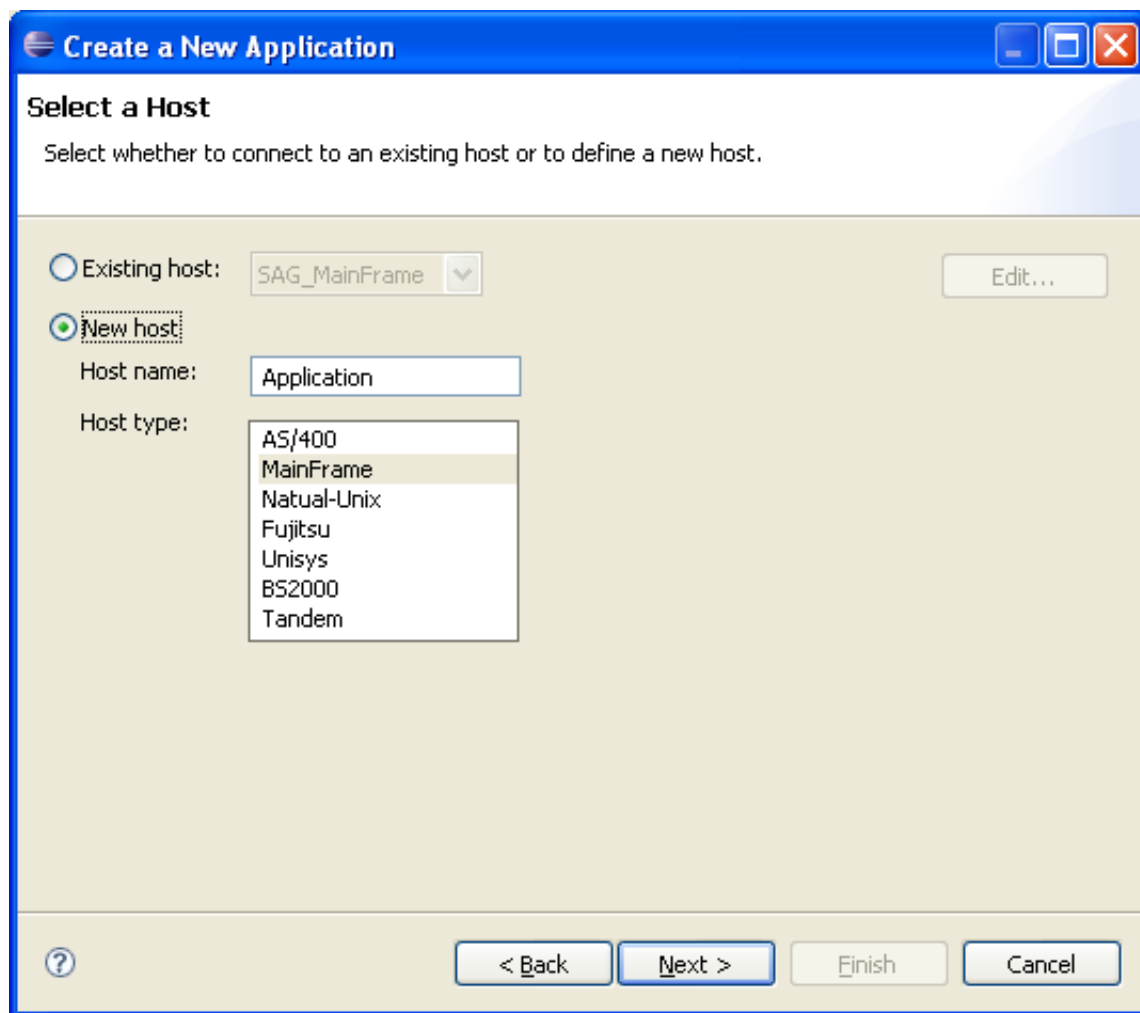 Create a New Application
Select a Host
Select whether to connect to an existing host or to define a new host.
Existing host: SAG_MainFrame Edit...
New host
Host name: Application
Host type:
AS/400
MainFrame
Natual-Unix
Fujitsu
Unisys
BS2000
Tandem
? < Back Next > Finish Cancel